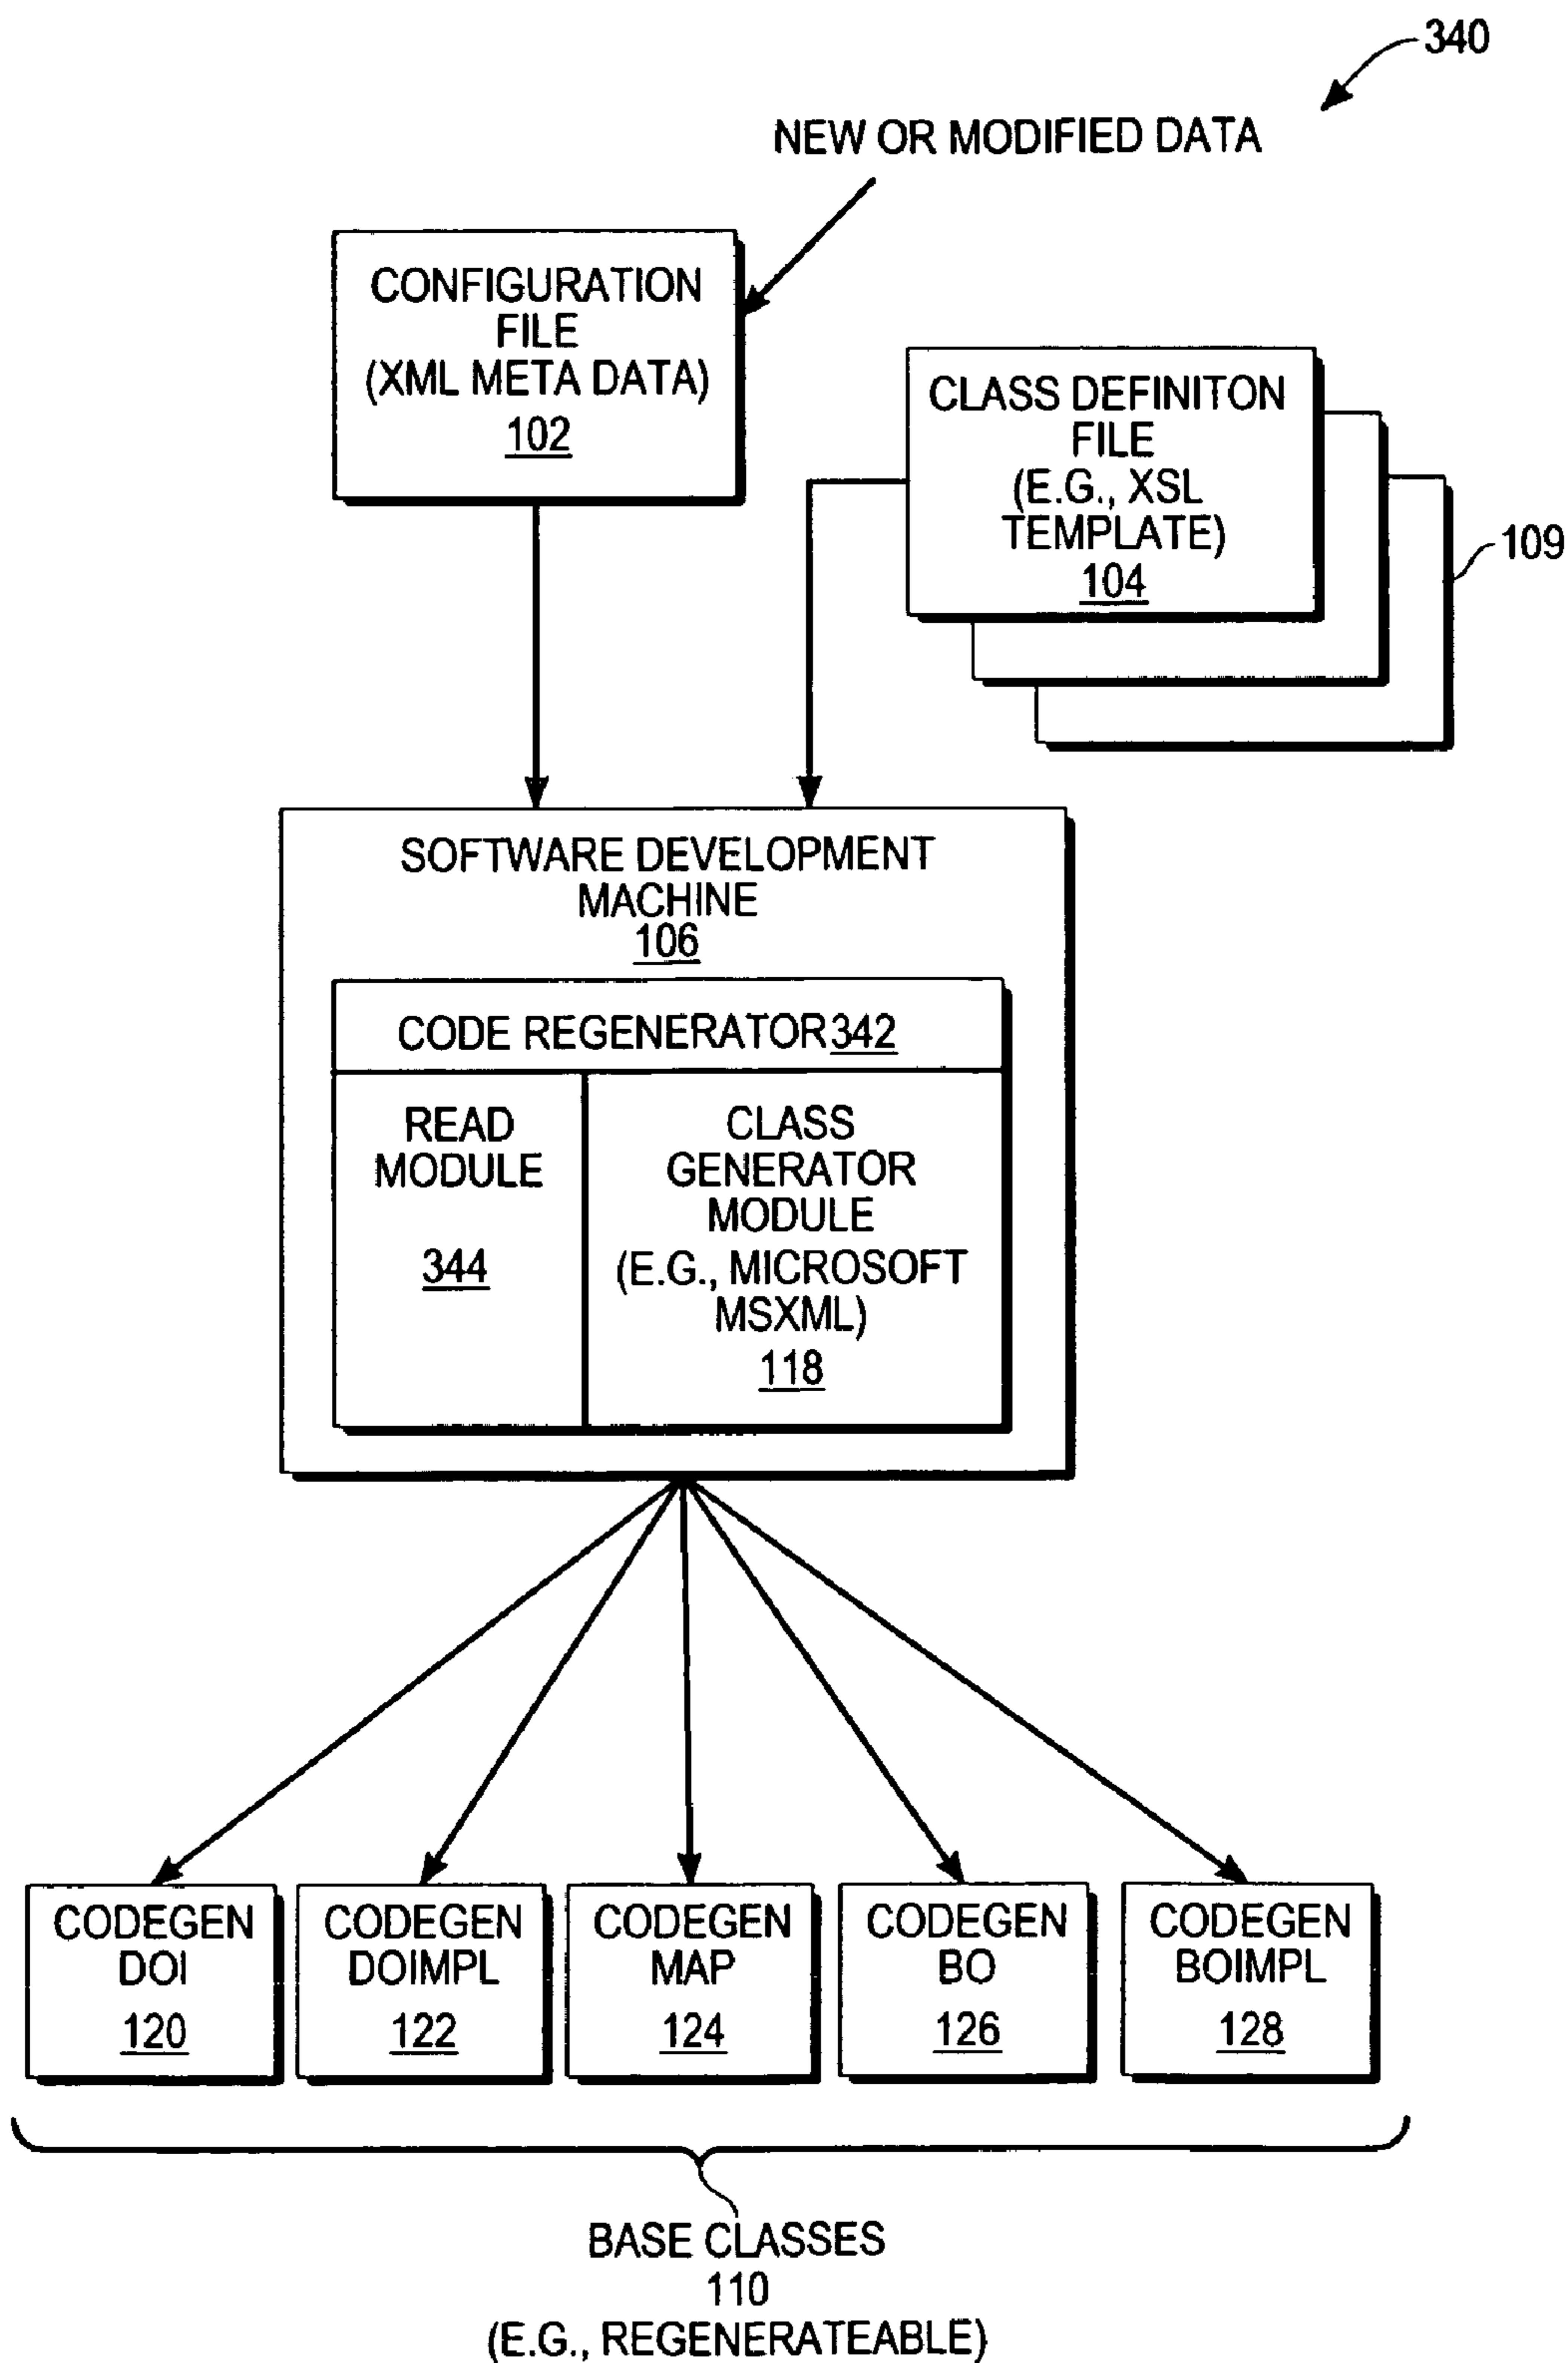 340
NEW OR MODIFIED DATA
CONFIGURATION
FILE
(XML META DATA)
102
CLASS DEFINITON
FILE
(E.G., XSL
TEMPLATE)
104
109
SOFTWARE DEVELOPMENT
MACHINE
106
CODE REGENERATOR 342
READ
MODULE
344
CLASS
GENERATOR
MODULE
(E.G., MICROSOFT
MSXML)
118
CODEGEN
DOI
120
CODEGEN
DOIMPL
122
CODEGEN
MAP
124
CODEGEN
BO
126
CODEGEN
BOIMPL
128
BASE CLASSES
110
(E.G., REGENERATEABLE)